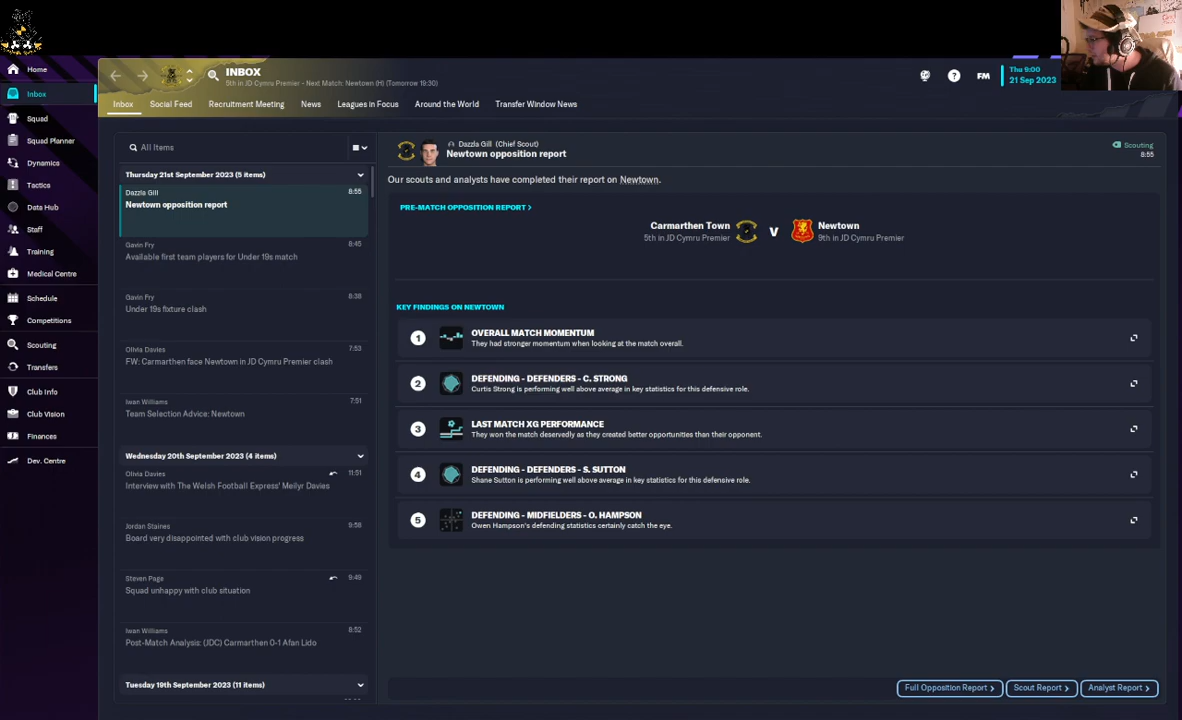 Home
Inbox
Squad
Squad Planner
Dynamics
Tactics
Data Hub
Staff
Training
Medical Centre
Schedule
Competitions
Scouting
Transfers
Club Info
Club Vision
Finances
Dev. Centre
INBOX
5th in JD Cymru Premier - Next Match: Newtown (H) (Tomorrow 19:30)
FM
Thu 9:00
21 Sep 2023
Inbox Social Feed Recruitment Meeting News Leagues in Focus Around the World Transfer Window News
All Items
Thursday 21st September 2023 (5 items)
Dazzla Gill 8:55
Newtown opposition report
Gavin Fry 8:45
Available first team players for Under 19s match
Gavin Fry 8:38
Under 19s fixture clash
Olivia Davies 7:53
FW: Carmarthen face Newtown in JD Cymru Premier clash
Iwan Williams 7:51
Team Selection Advice: Newtown
Wednesday 20th September 2023 (4 items)
Olivia Davies 11:51
Interview with The Welsh Football Express' Meilyr Davies
Jordan Staines 9:58
Board very disappointed with club vision progress
Steven Page 9:49
Squad unhappy with club situation
Iwan Williams 8:52
Post-Match Analysis: (JDC) Carmarthen 0-1 Afan Lido
Tuesday 19th September 2023 (11 items)
Dazzla Gill (Chief Scout)
Newtown opposition report
Scouting
8:55
Our scouts and analysts have completed their report on Newtown.
PRE-MATCH OPPOSITION REPORT >
Carmarthen Town
5th in JD Cymru Premier
V
Newtown
9th in JD Cymru Premier
KEY FINDINGS ON NEWTOWN
1 OVERALL MATCH MOMENTUM
They had stronger momentum when looking at the match overall.
2 DEFENDING - DEFENDERS - C. STRONG
Curtis Strong is performing well above average in key statistics for this defensive role.
3 LAST MATCH XG PERFORMANCE
They won the match deservedly as they created better opportunities than their opponent.
4 DEFENDING - DEFENDERS - S. SUTTON
Shane Sutton is performing well above average in key statistics for this defensive role.
5 DEFENDING - MIDFIELDERS - O. HAMPSON
Owen Hampson's defending statistics certainly catch the eye.
Full Opposition Report > Scout Report > Analyst Report >